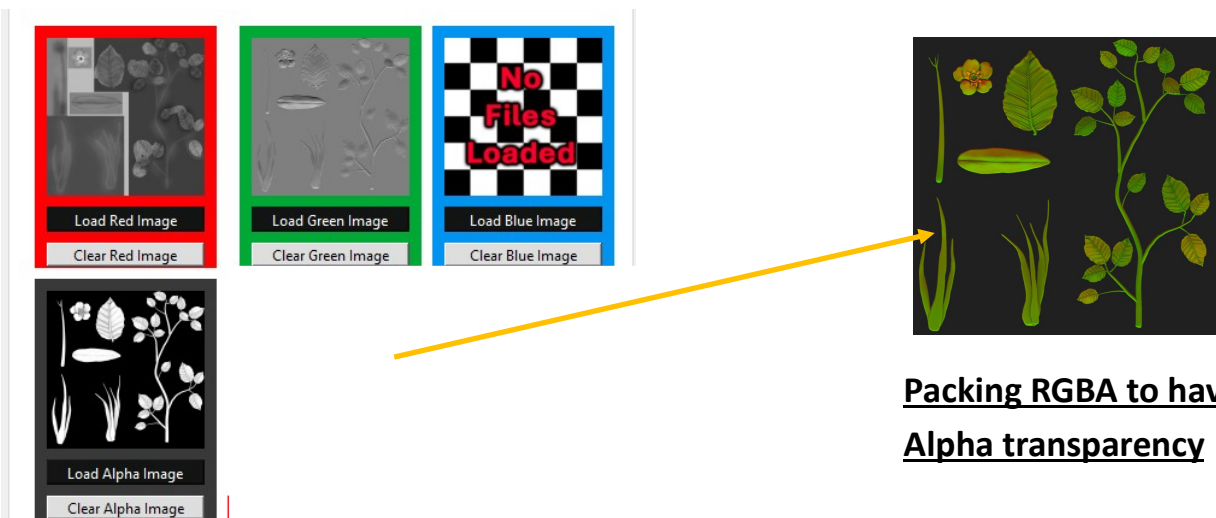 No
Files
Loaded
Load Red Image
Load Green Image
Load Blue Image
Clear Red Image
Clear Green Image
Clear Blue Image
Load Alpha Image
Clear Alpha Image
Packing RGBA to hav
Alpha transparency